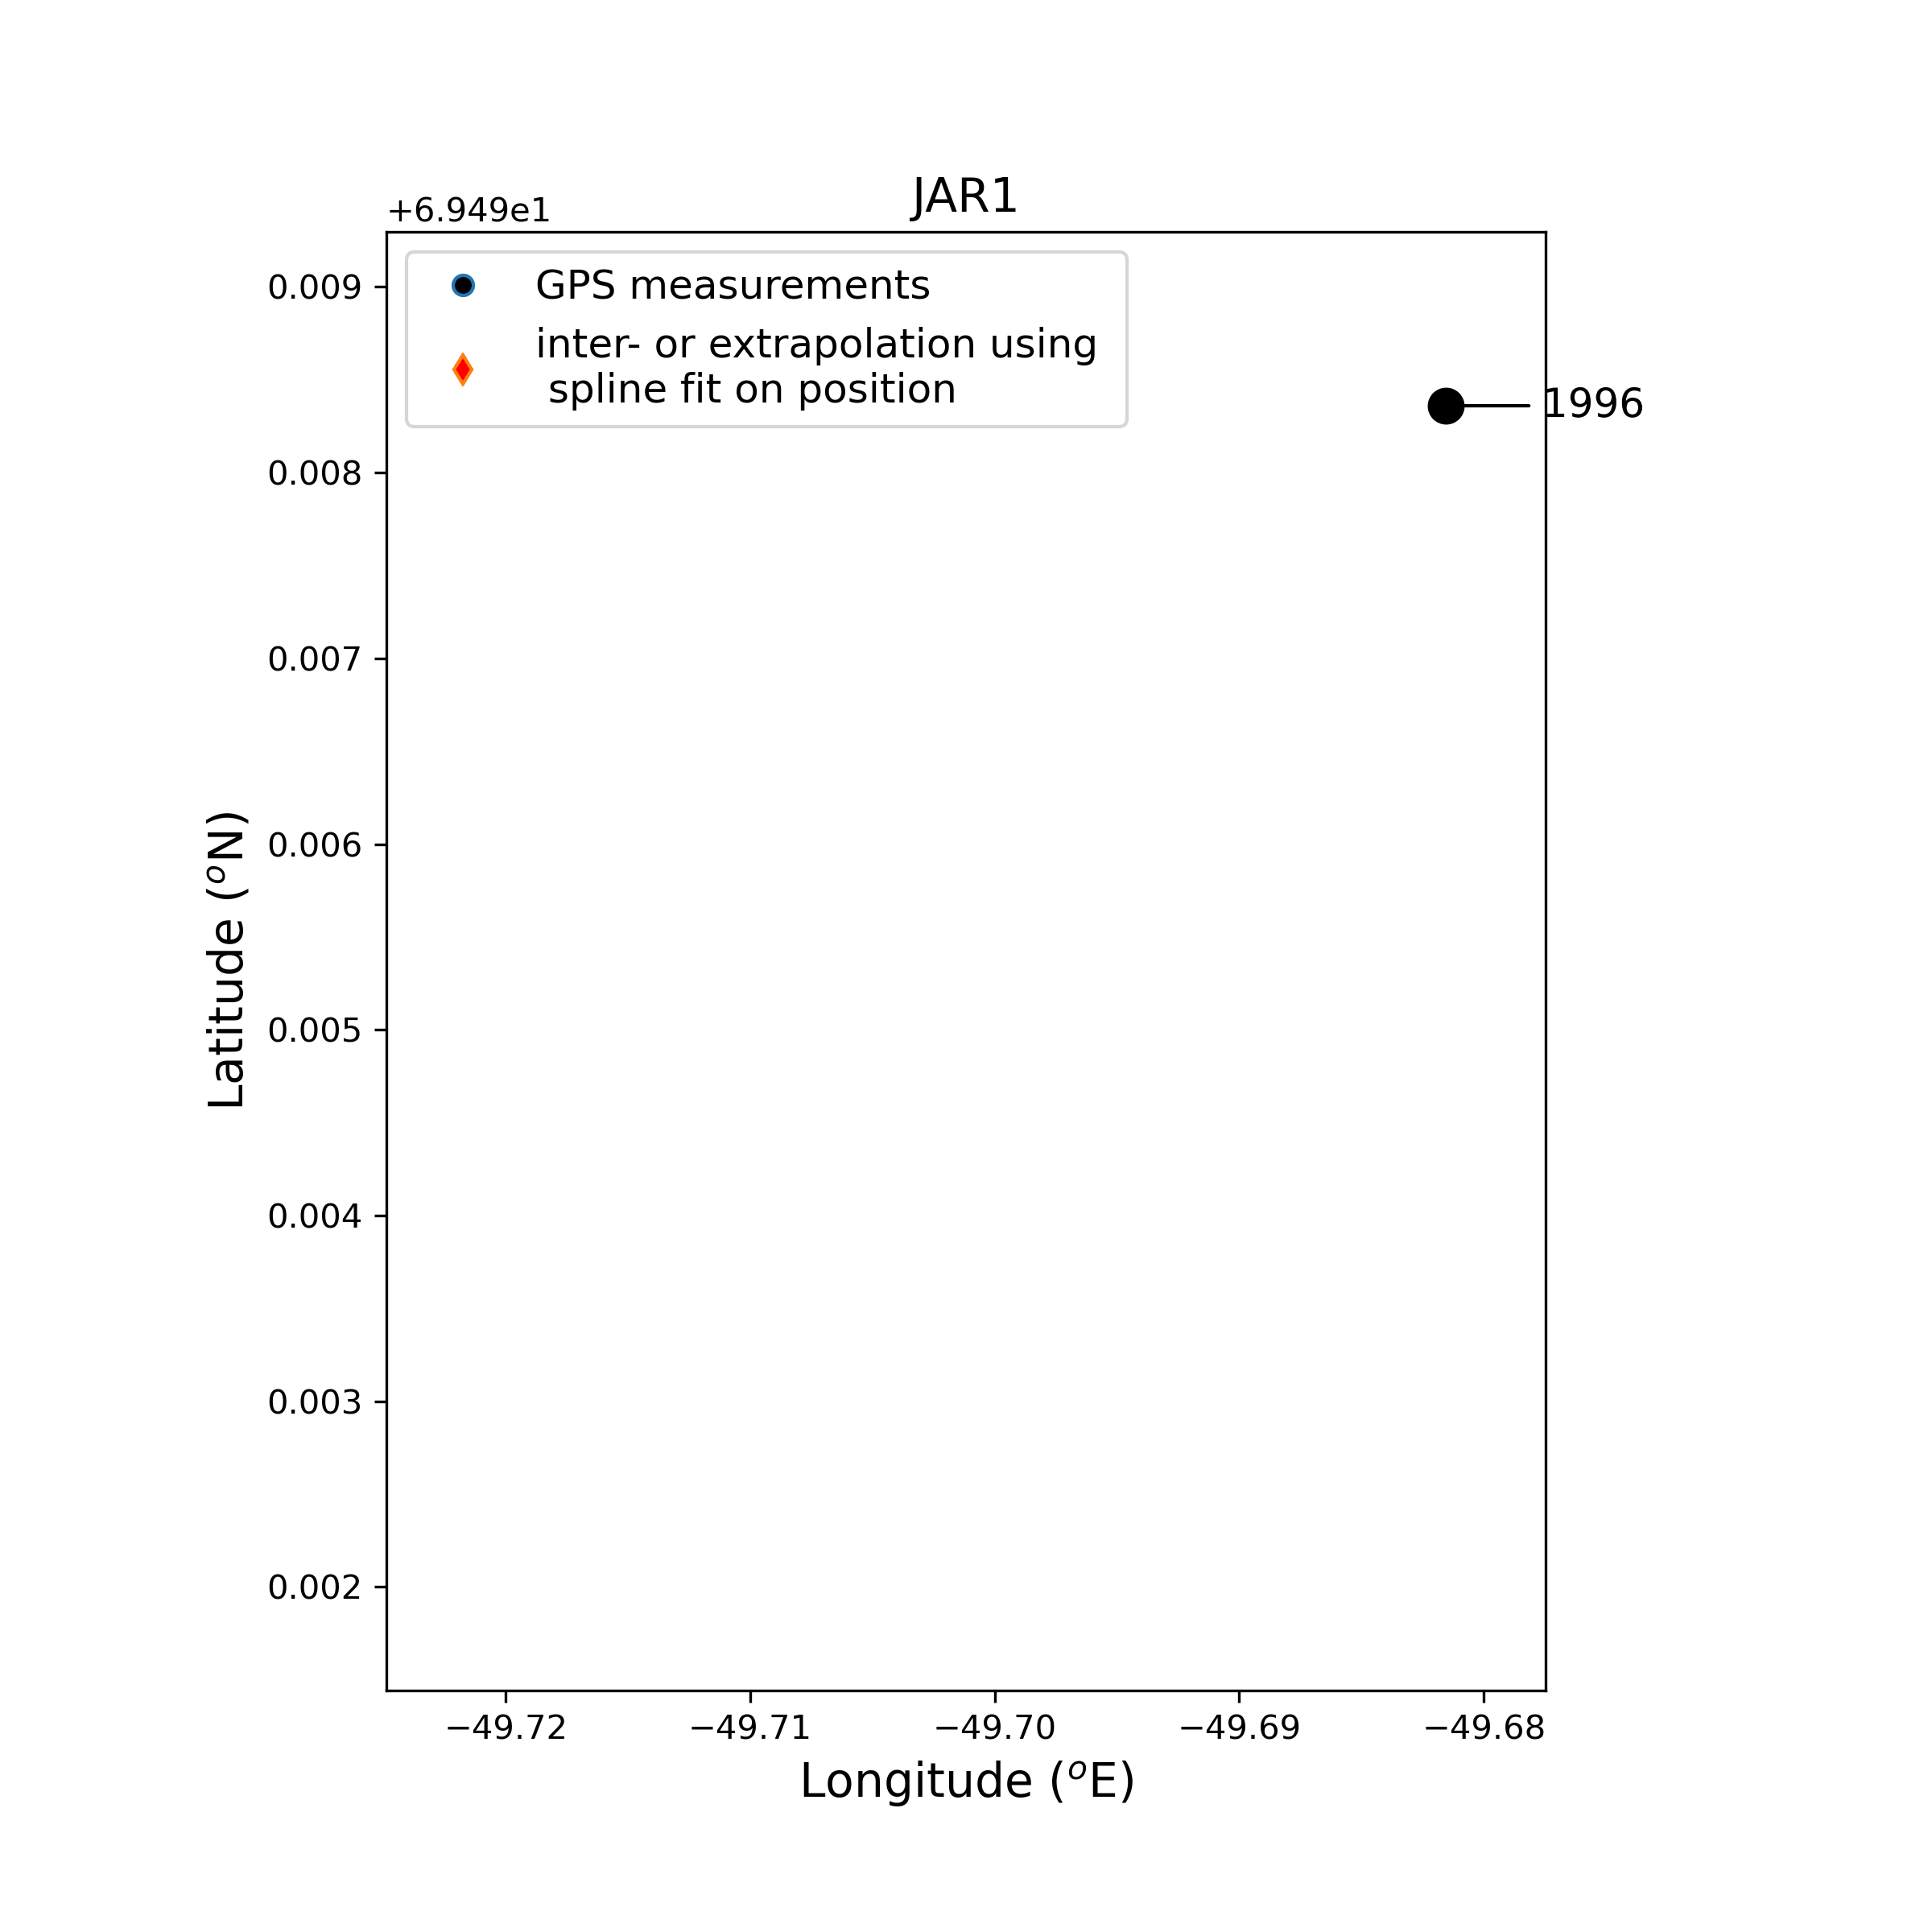 JAR1
+6.949e1
GPS measurements
inter- or extrapolation using
spline fit on position
1996
0.009
0.008
0.007
0.006
0.005
0.004
0.003
0.002
Latitude (°N)
−49.72
−49.71
−49.70
−49.69
−49.68
Longitude (°E)